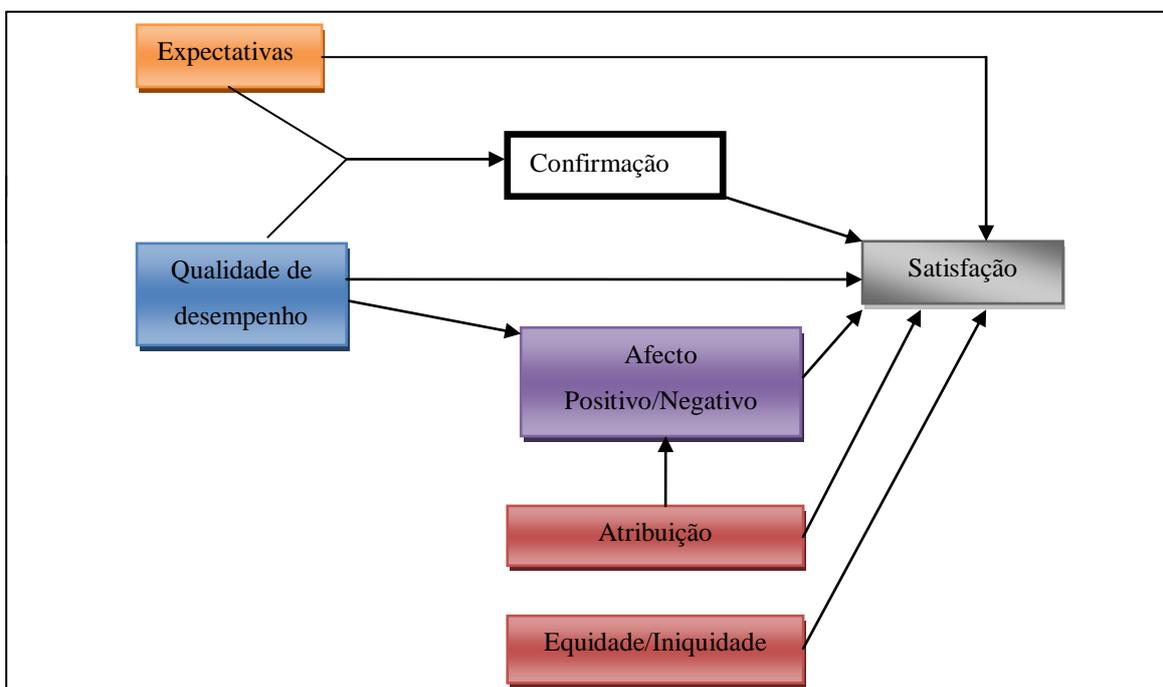 Expectativas
Confirmação
Qualidade de
desempenho
Satisfação
Afecto
Positivo/Negativo
Atribuição
Equidade/Iniquidade